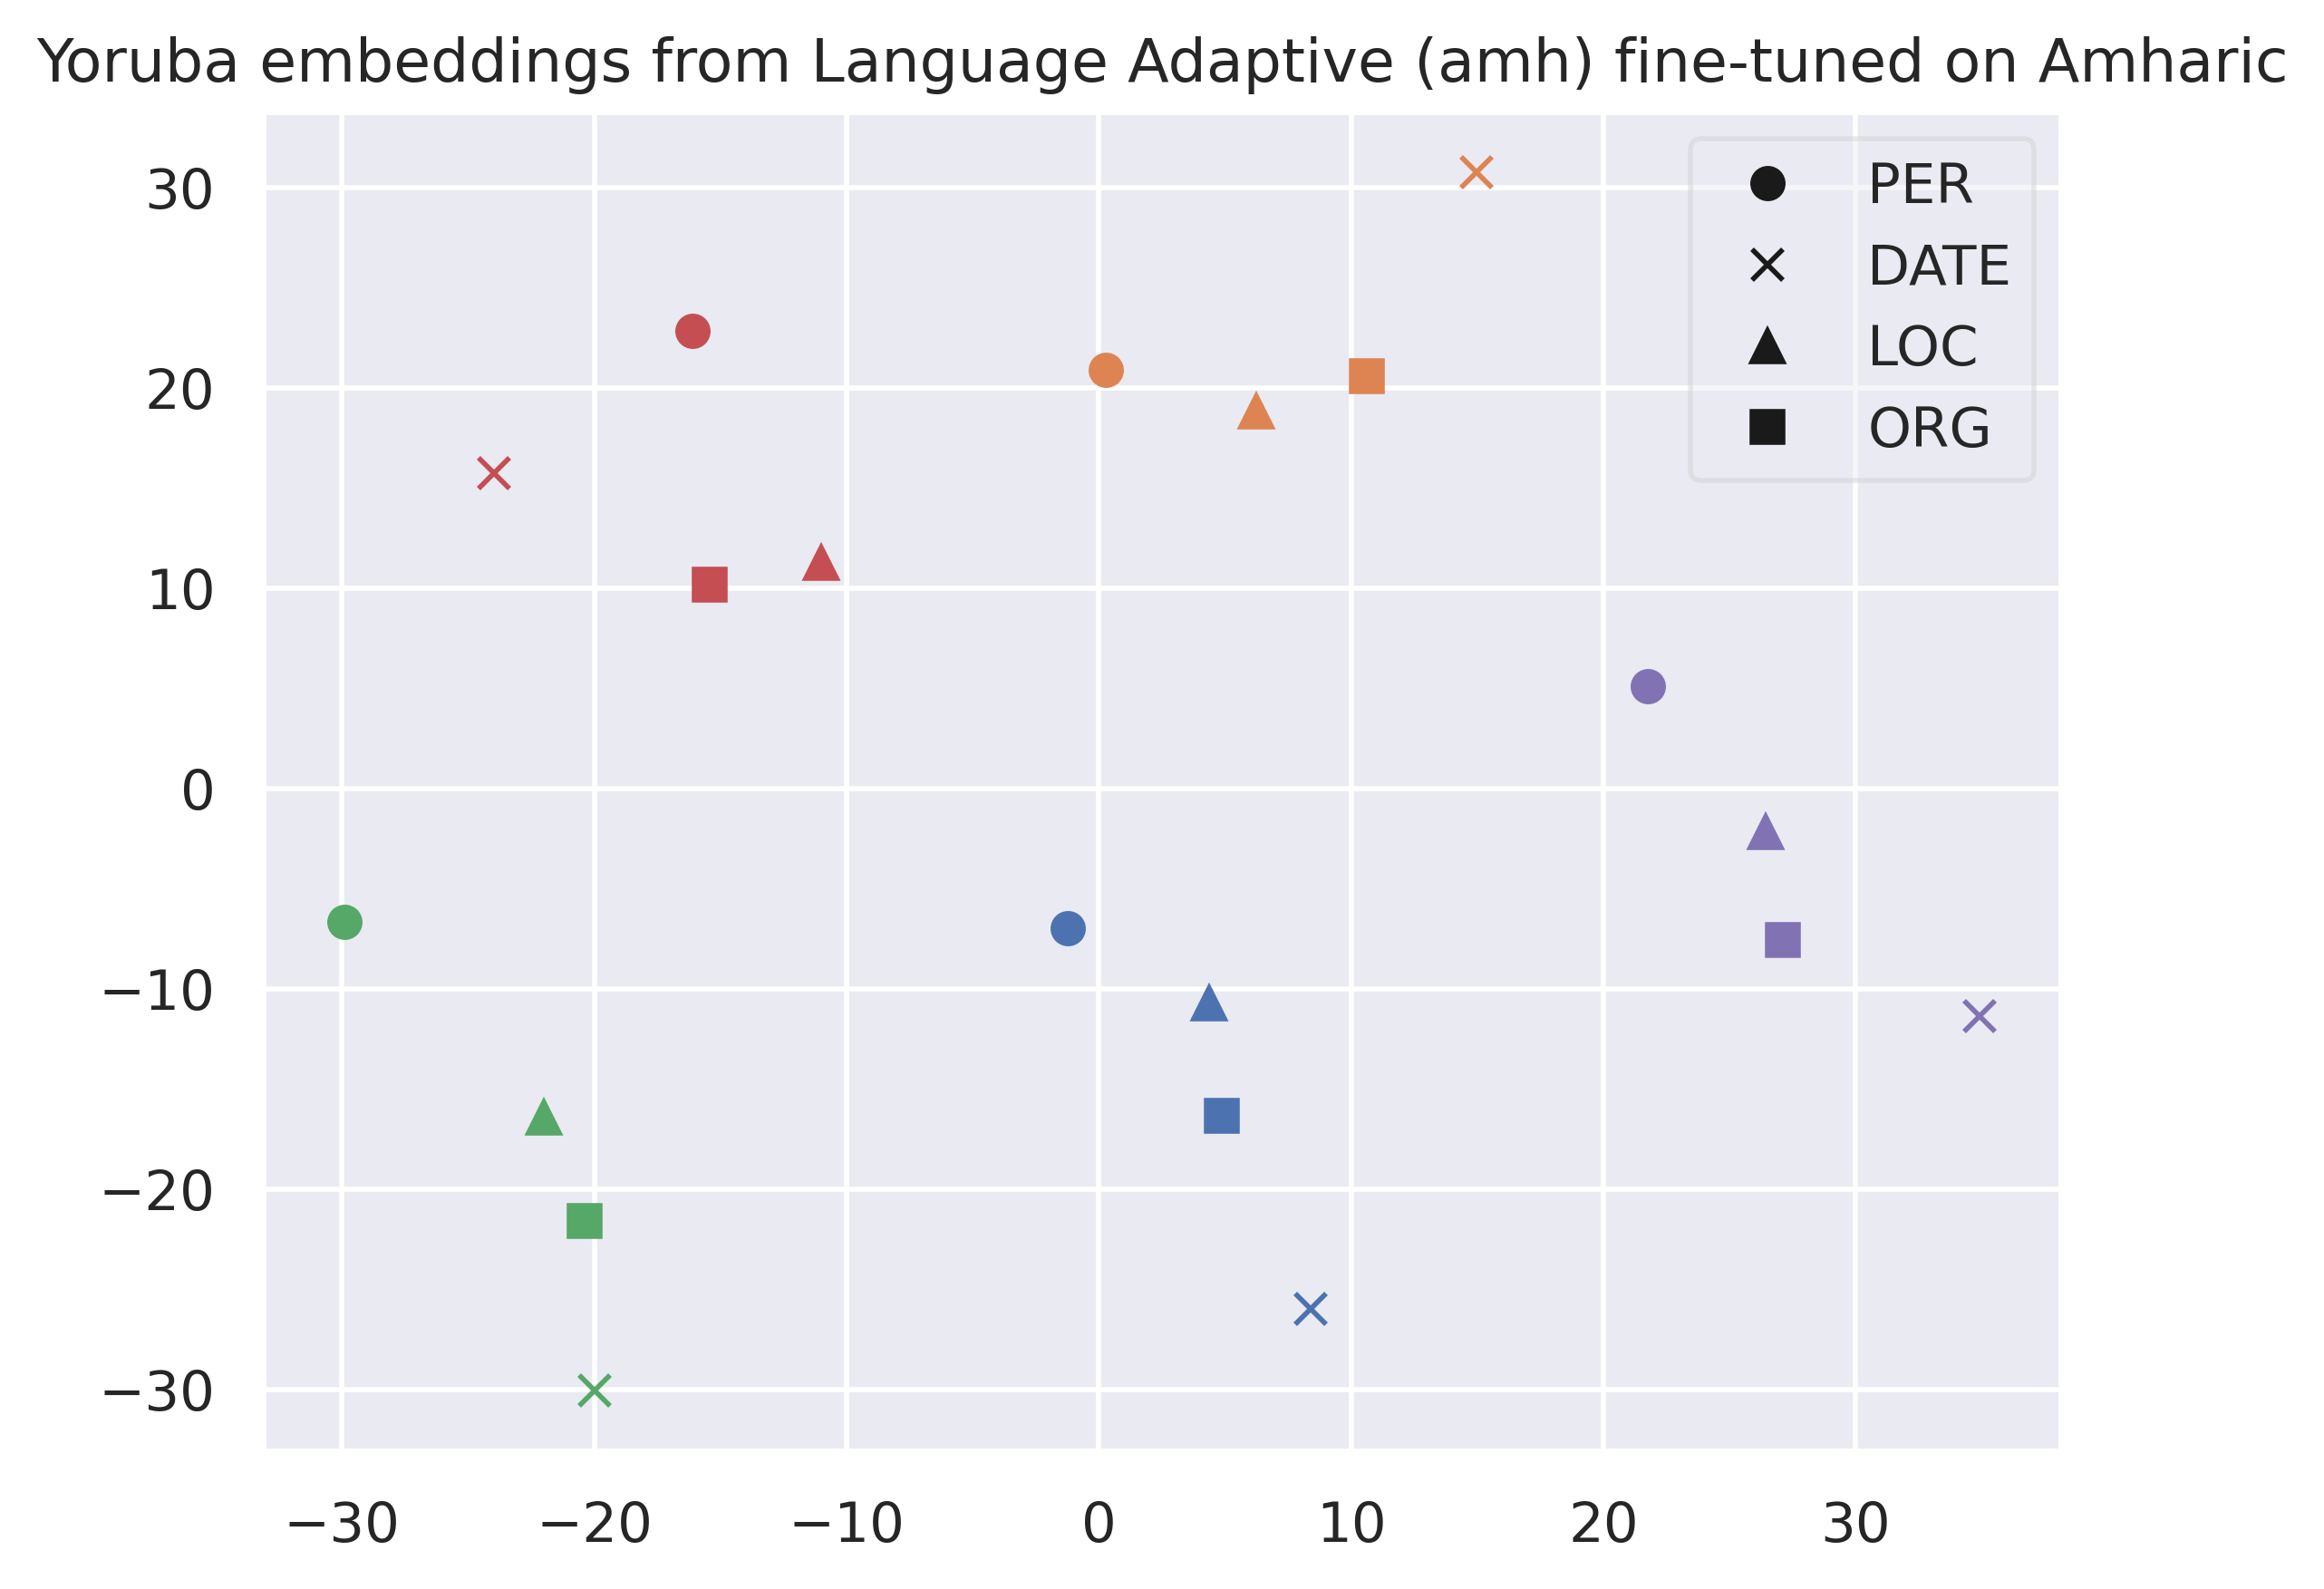 Yoruba embeddings from Language Adaptive (amh) fine-tuned on Amharic
PER
DATE
LOC
ORG
30
20
10
0
−10
−20
−30
−30 −20 −10 0 10 20 30